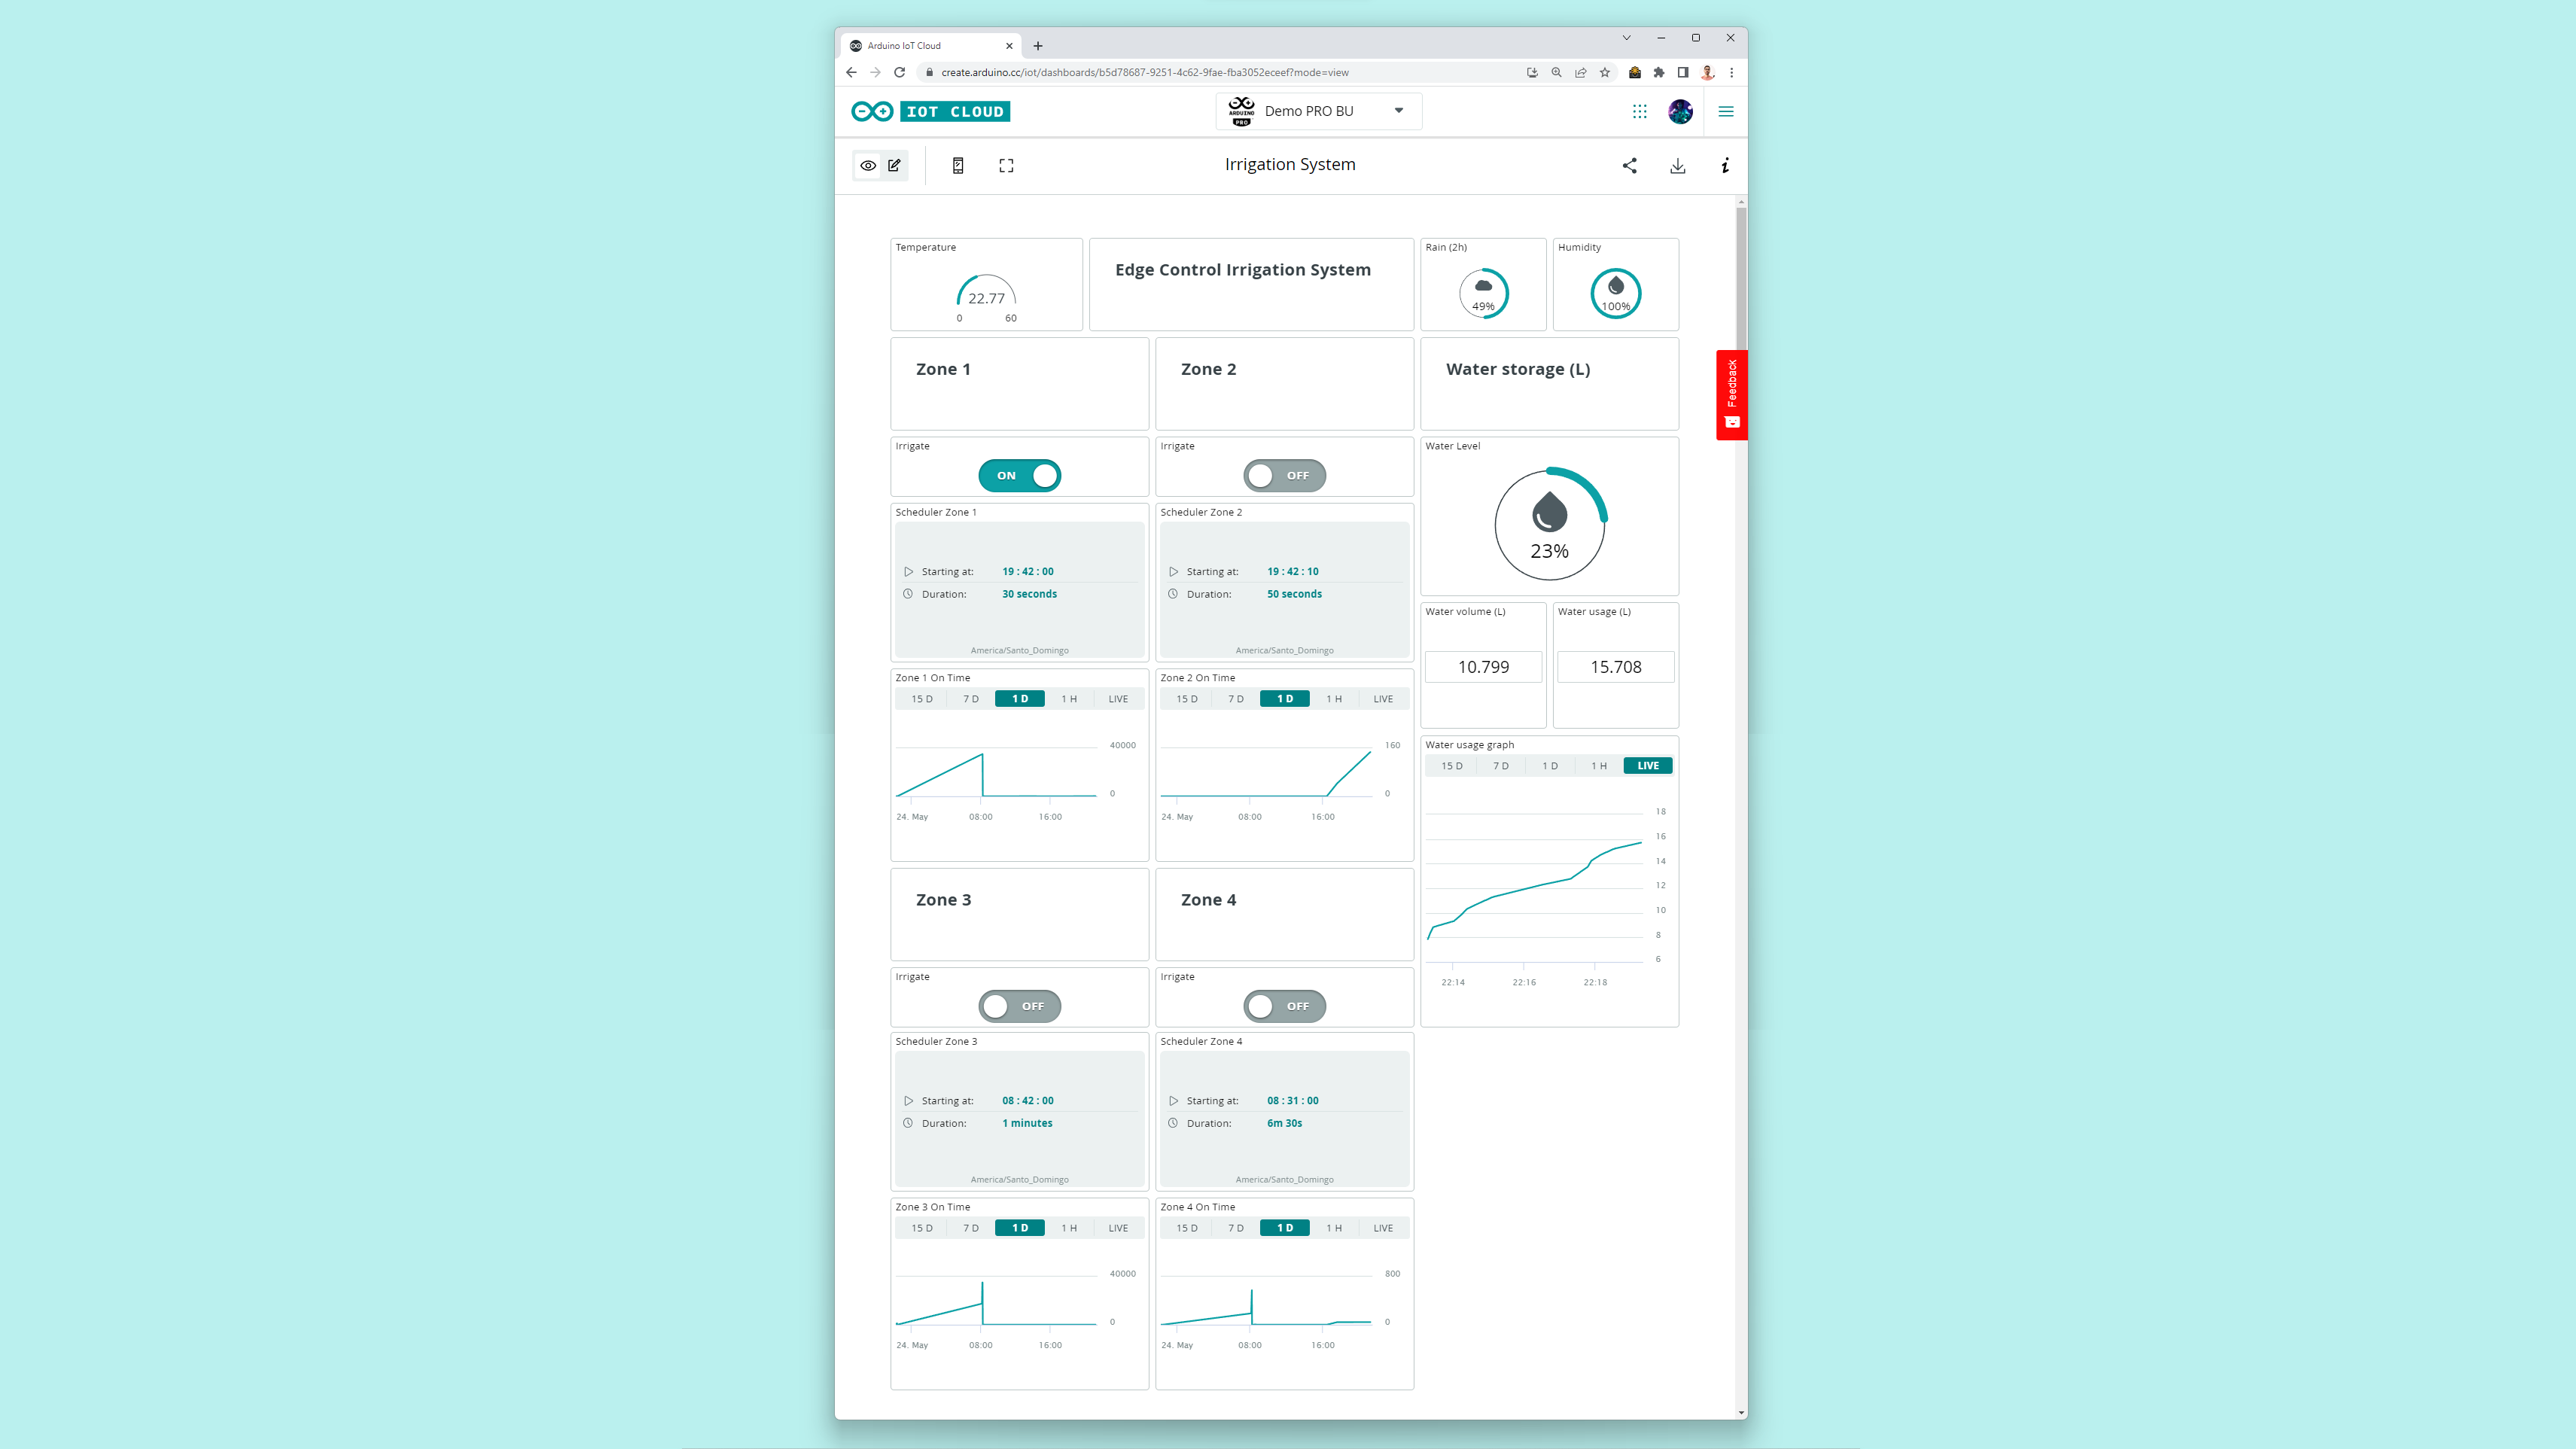 Arduino IoT Cloud
create.arduino.cc/iot/dashboards/b5d78687-9251-4c62-9fae-fba3052eceef?mode=view
IOT CLOUD
ARDUINO
PRO
Demo PRO BU
Irrigation System
Temperature
22.77
0 60
Edge Control Irrigation System
Rain (2h)
49%
Humidity
100%
Feedback
Zone 1
Zone 2
Water storage (L)
Irrigate
ON
Irrigate
OFF
Water Level
23%
Scheduler Zone 1
Starting at: 19 : 42 : 00
Duration: 30 seconds
America/Santo_Domingo
Scheduler Zone 2
Starting at: 19 : 42 : 10
Duration: 50 seconds
America/Santo_Domingo
Water volume (L)
10.799
Water usage (L)
15.708
Zone 1 On Time
15 D 7 D 1 D 1 H LIVE
40000
0
24. May 08:00 16:00
Zone 2 On Time
15 D 7 D 1 D 1 H LIVE
160
0
24. May 08:00 16:00
Water usage graph
15 D 7 D 1 D 1 H LIVE
18
16
14
12
10
8
6
22:14 22:16 22:18
Zone 3
Zone 4
Irrigate
OFF
Irrigate
OFF
Scheduler Zone 3
Starting at: 08 : 42 : 00
Duration: 1 minutes
America/Santo_Domingo
Scheduler Zone 4
Starting at: 08 : 31 : 00
Duration: 6m 30s
America/Santo_Domingo
Zone 3 On Time
15 D 7 D 1 D 1 H LIVE
40000
0
24. May 08:00 16:00
Zone 4 On Time
15 D 7 D 1 D 1 H LIVE
800
0
24. May 08:00 16:00